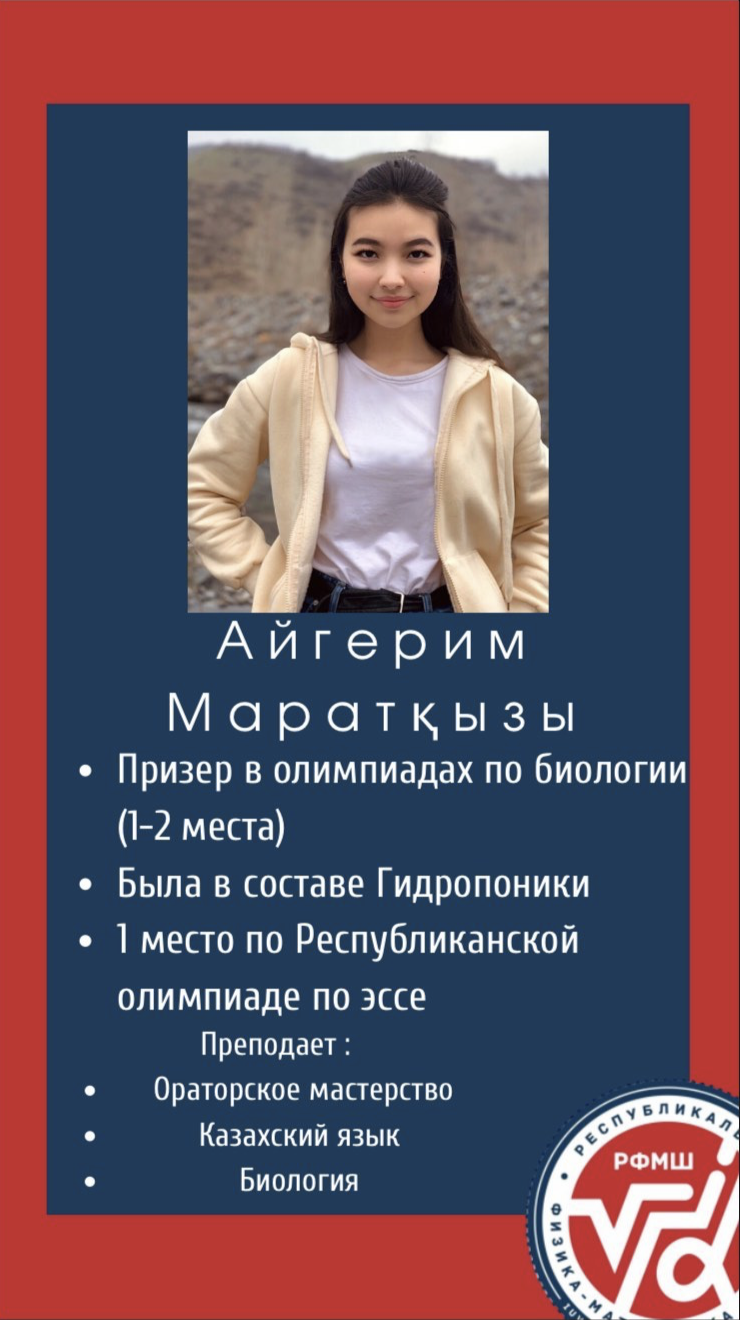 Айгерим
Маратқызы
• Призер в олимпиадах по биологии
(1-2 места)
• Была в составе Гидропоники
• 1 место по Республиканской
олимпиаде по эссе
Преподает :
• Ораторское мастерство
• Казахский язык
• Биология
РФМШ